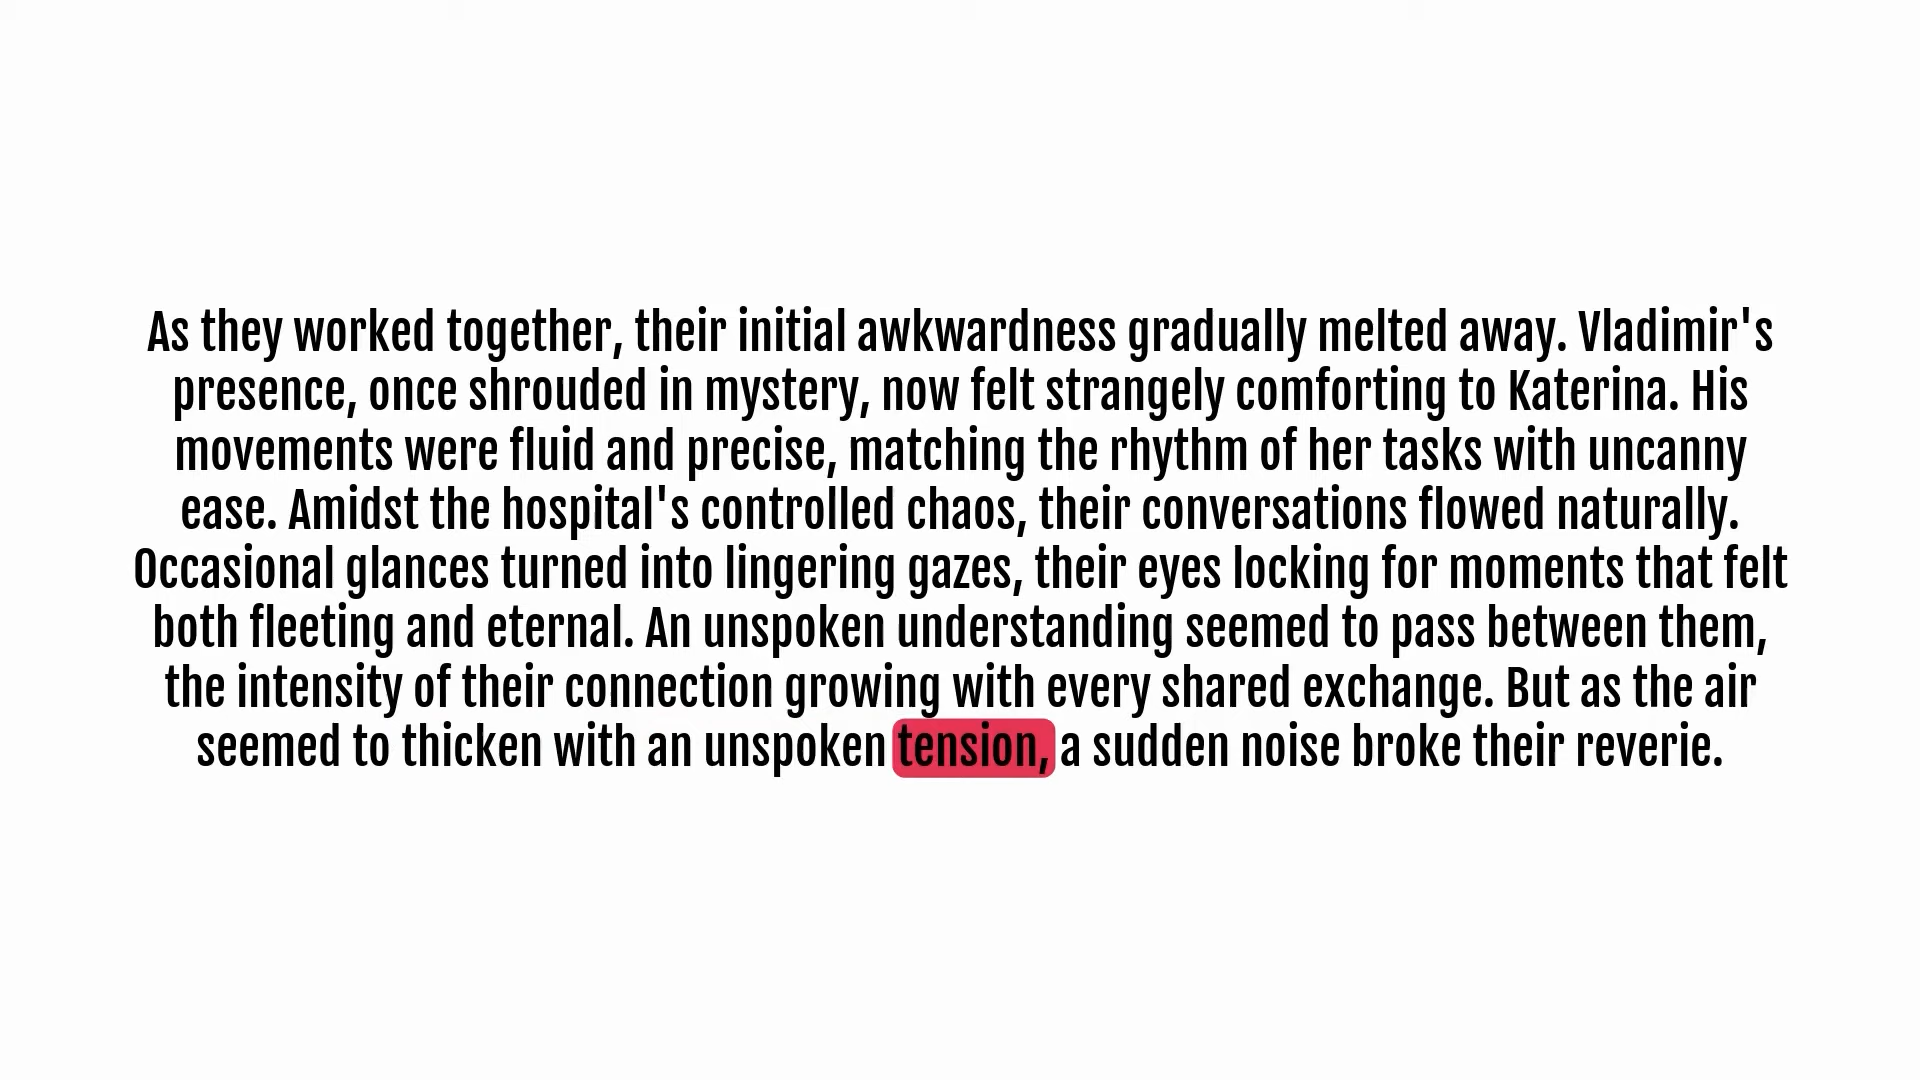 As they worked together, their initial awkwardness gradually melted away. Vladimir's
presence, once shrouded in mystery, now felt strangely comforting to Katerina. His
movements were fluid and precise, matching the rhythm of her tasks with uncanny
ease. Amidst the hospital's controlled chaos, their conversations flowed naturally.
Occasional glances turned into lingering gazes, their eyes locking for moments that felt
both fleeting and eternal. An unspoken understanding seemed to pass between them,
the intensity of their connection growing with every shared exchange. But as the air
seemed to thicken with an unspoken tension, a sudden noise broke their reverie.